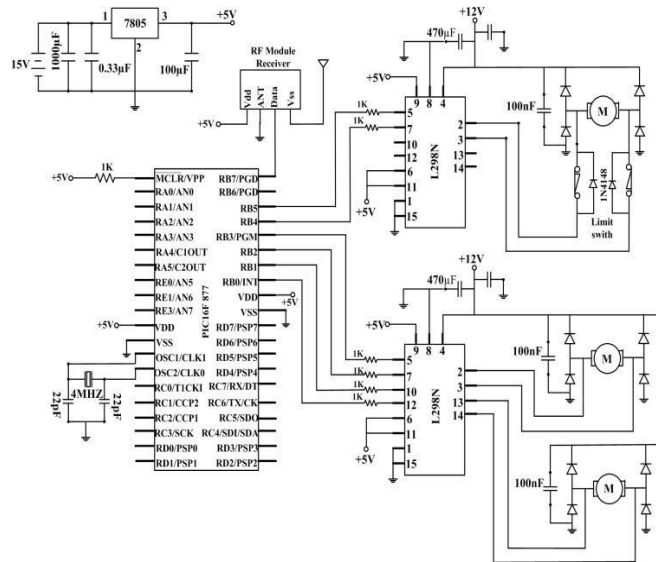 1 7805 3 +5V
2
15V 1000µF 0.33µF 100µF
RF Module
Receiver
Vdd ANT Data Vss
+5V
+5V 1K
MCLR/VPP RB7/PGD
RA0/AN0 RB6/PGD
RA1/AN1 RB5
RA2/AN2 RB4
RA3/AN3 RB3/PGM
RA4/C1OUT RB2
RA5/C2OUT RB1
RE0/AN5 RB0/INT
RE1/AN6 VDD +5V
RE3/AN7 VSS
+5V VDD RD7/PSP7
VSS RD6/PSP6
OSC1/CLK1 RD5/PSP5
OSC2/CLK0 RD4/PSP4
RC0/T1CKI RC7/RX/DT
RC1/CCP2 RC6/TX/CK
RC2/CCP1 RC5/SDO
RC3/SCK RC4/SDI/SDA
RD0/PSP0 RD3/PSP3
RD1/PSP1 RD2/PSP2
PIC16F 877
22pF 4MHZ 22pF
+12V
470µF
+5V
9 8 4
1K 5
1K 7
10
12
6
11
+5V
1
15
L298N
2
3
13
14
100nF
M
1N4148
Limit
swith
+12V
470µF
+5V
9 8 4
1K 5
1K 7
1K 10
1K 12
6
11
+5V
1
15
L298N
2
3
13
14
100nF
M
100nF
M